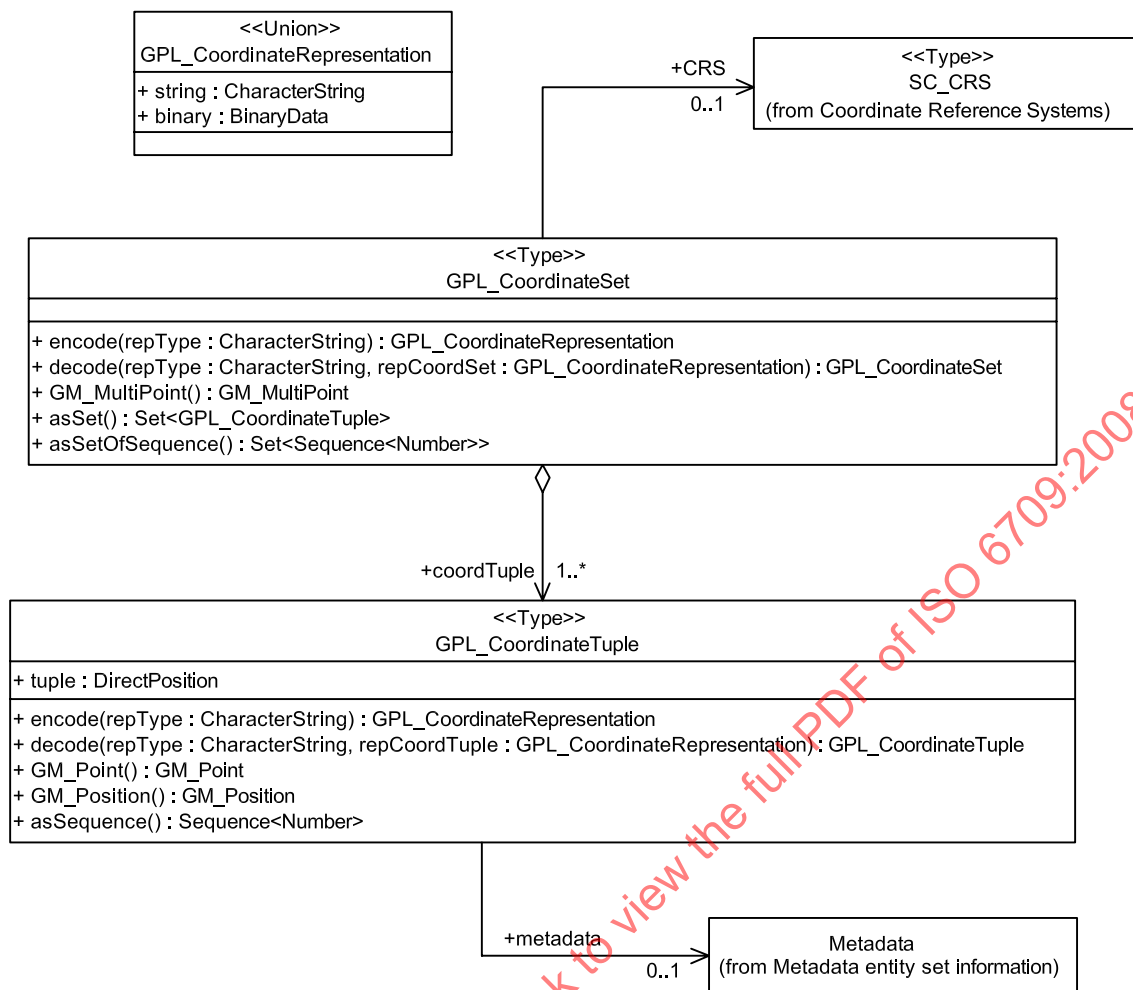 <<Union>>
GPL_CoordinateRepresentation
+ string : CharacterString
+ binary : BinaryData
+CRS
0..1
<<Type>>
SC_CRS
(from Coordinate Reference Systems)
<<Type>>
GPL_CoordinateSet
+ encode(repType : CharacterString) : GPL_CoordinateRepresentation
+ decode(repType : CharacterString, repCoordSet : GPL_CoordinateRepresentation) : GPL_CoordinateSet
+ GM_MultiPoint() : GM_MultiPoint
+ asSet() : Set<GPL_CoordinateTuple>
+ asSetOfSequence() : Set<Sequence<Number>>
+coordTuple
1..*
<<Type>>
GPL_CoordinateTuple
+ tuple : DirectPosition
+ encode(repType : CharacterString) : GPL_CoordinateRepresentation
+ decode(repType : CharacterString, repCoordTuple : GPL_CoordinateRepresentation) : GPL_CoordinateTuple
+ GM_Point() : GM_Point
+ GM_Position() : GM_Position
+ asSequence() : Sequence<Number>
+metadata
0..1
Metadata
(from Metadata entity set information)
to view the full PDF of ISO 6709:2008